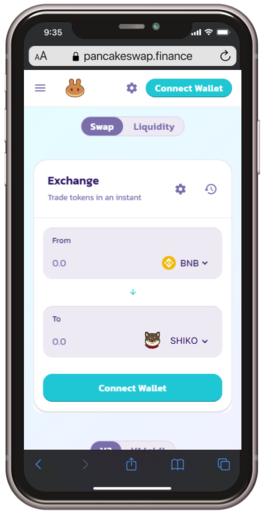 9:35
AA pancakeswap.finance
Connect Wallet
Swap Liquidity
Exchange
Trade tokens in an instant
From
0.0 BNB
To
0.0 SHIKO
Connect Wallet